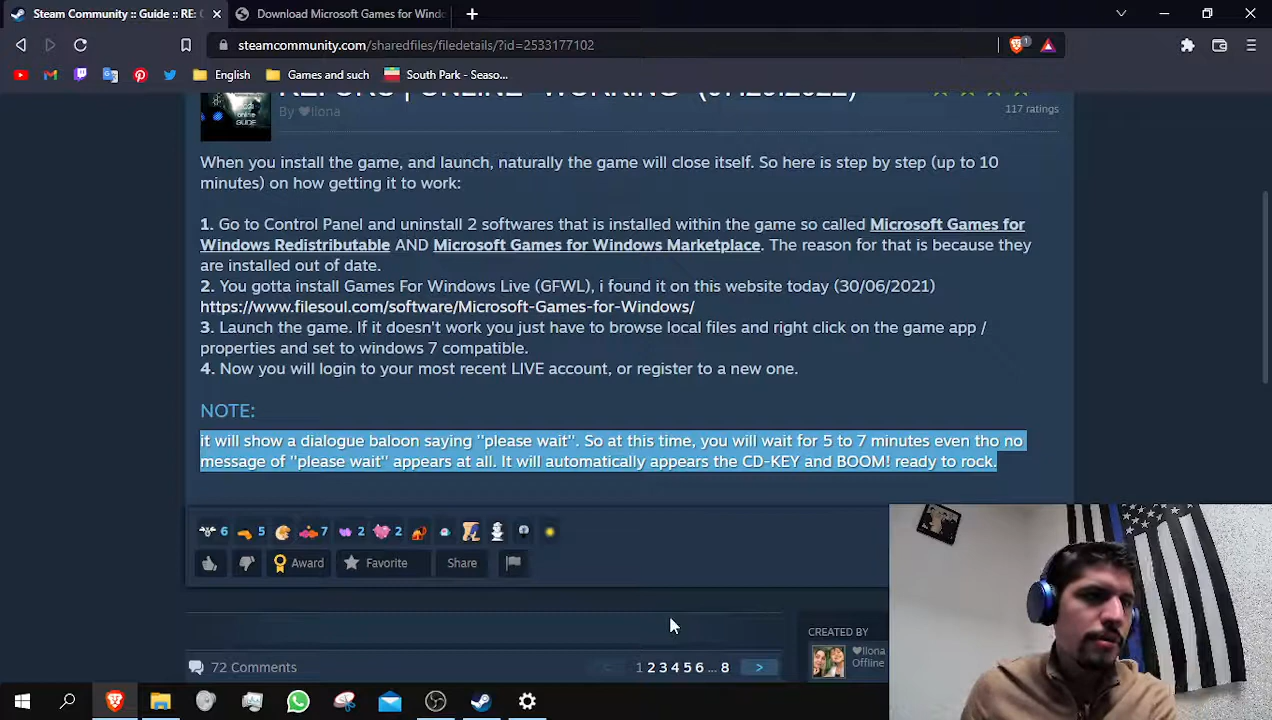 Steam Community :: Guide :: RE:
Download Microsoft Games for Windo
steamcommunity.com/sharedfiles/filedetails/?id=2533177102
1
English
Games and such
South Park - Seaso...
ONLINE
By ♥Ilona
117 ratings
When you install the game, and launch, naturally the game will close itself. So here is step by step (up to 10
minutes) on how getting it to work:
1. Go to Control Panel and uninstall 2 softwares that is installed within the game so called Microsoft Games for
Windows Redistributable AND Microsoft Games for Windows Marketplace. The reason for that is because they
are installed out of date.
2. You gotta install Games For Windows Live (GFWL), i found it on this website today (30/06/2021)
https://www.filesoul.com/software/Microsoft-Games-for-Windows/
3. Launch the game. If it doesn't work you just have to browse local files and right click on the game app /
properties and set to windows 7 compatible.
4. Now you will login to your most recent LIVE account, or register to a new one.
NOTE:
it will show a dialogue baloon saying "please wait". So at this time, you will wait for 5 to 7 minutes even tho no
message of "please wait" appears at all. It will automatically appears the CD-KEY and BOOM! ready to rock.
6 5 7 2 2
Award
Favorite
Share
CREATED BY
♥Ilona
Offline
72 Comments
< 1 2 3 4 5 6 ... 8 >